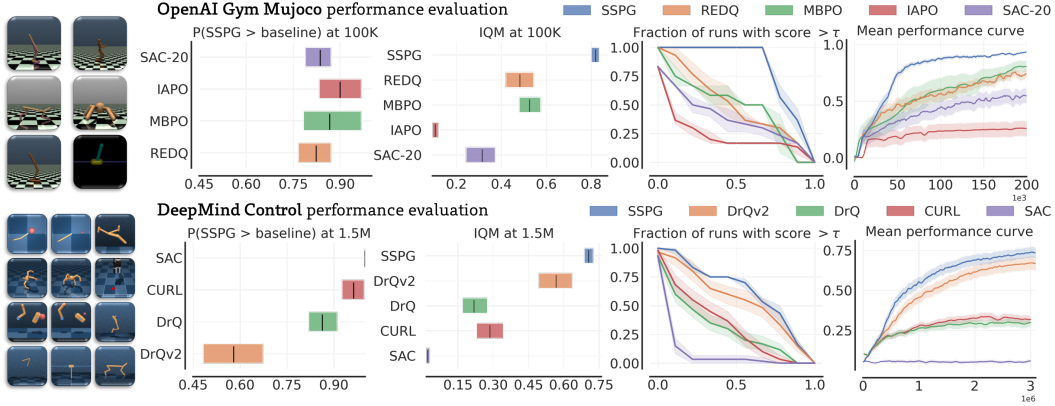 OpenAI Gym Mujoco performance evaluation
SSPG REDQ MBPO IAPO SAC-20
P(SSPG > baseline) at 100K
SAC-20
IAPO
MBPO
REDQ
0.45 0.60 0.75 0.90
IQM at 100K
SSPG
REDQ
MBPO
IAPO
SAC-20
0.2 0.4 0.6 0.8
Fraction of runs with score > τ
1.00
0.75
0.50
0.25
0.00
0.0 0.5 1.0
Mean performance curve
1.0
0.5
0.0
0 50 100 150 200
1e3
DeepMind Control performance evaluation
SSPG DrQv2 DrQ CURL SAC
P(SSPG > baseline) at 1.5M
SAC
CURL
DrQ
DrQv2
0.45 0.60 0.75 0.90
IQM at 1.5M
SSPG
DrQv2
DrQ
CURL
SAC
0.15 0.30 0.45 0.60 0.75
Fraction of runs with score > τ
1.00
0.75
0.50
0.25
0.00
0.0 0.5 1.0
Mean performance curve
0.75
0.50
0.25
0 1 2 3
1e6